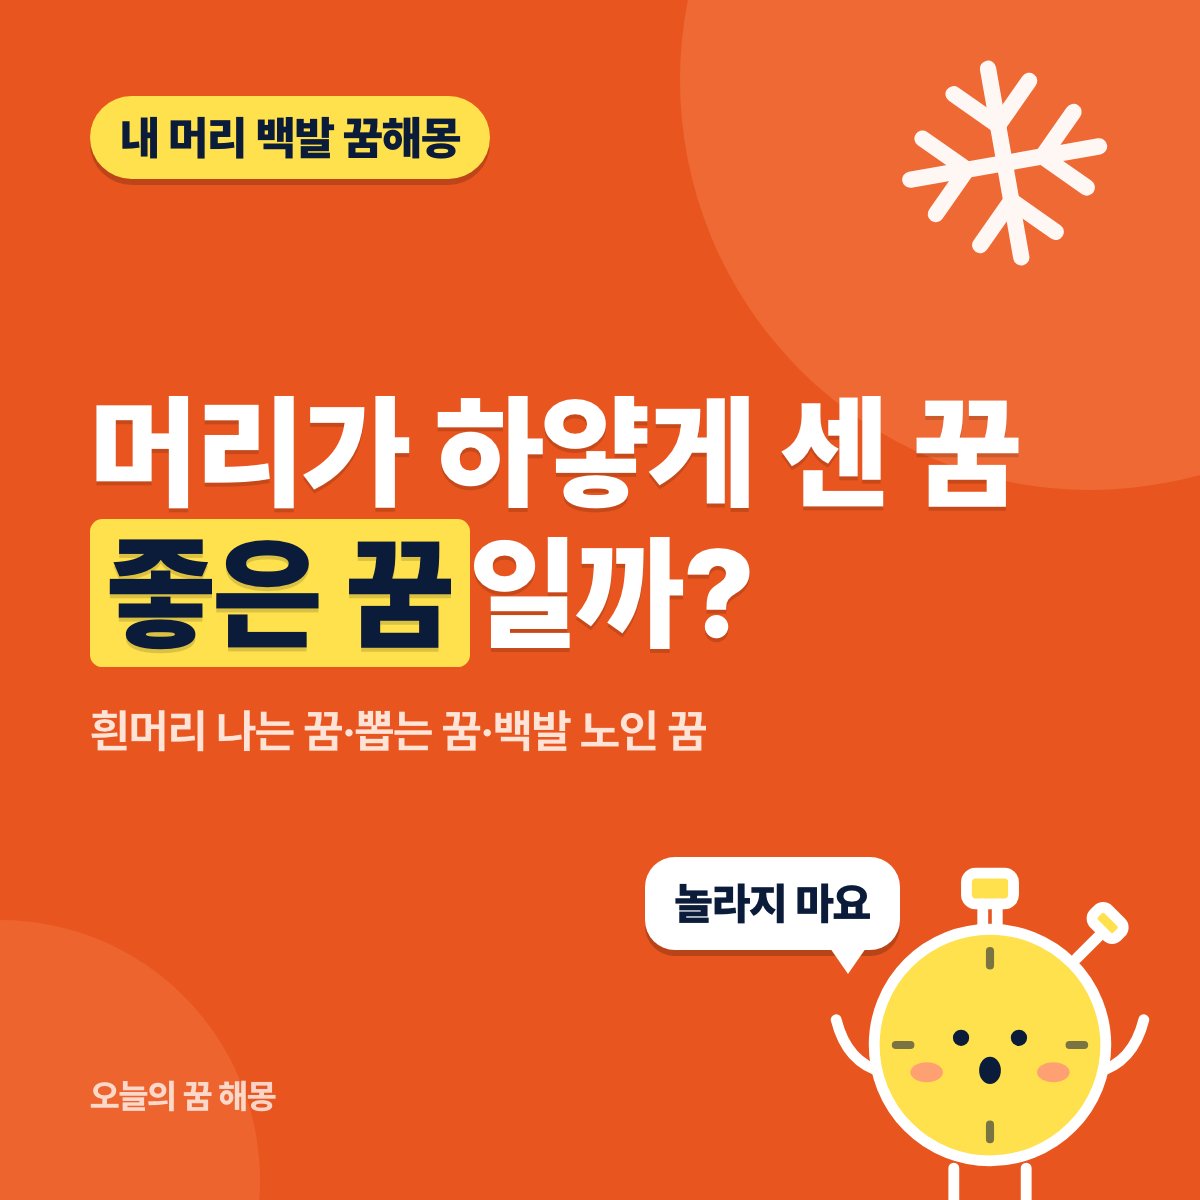 내 머리 백발 꿈해몽
머리가 하얗게 센 꿈
좋은 꿈일까?
흰머리 나는 꿈·뽑는 꿈·백발 노인 꿈
놀라지 마요
오늘의 꿈 해몽